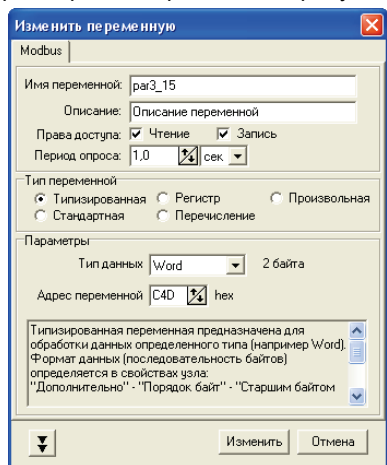 Изменить переменную
Modbus
Имя переменной: par3_15
Описание: Описание переменной
Права доступа: Чтение Запись
Период опроса: 1,0 сек
Тип переменной
Типизированная Регистр Произвольная
Стандартная Перечисление
Параметры
Тип данных Word 2 байта
Адрес переменной C4D hex
Типизированная переменная предназначена для
обработки данных определенного типа (например Word).
Формат данных (последовательность байтов)
определяется в свойствах узла:
"Дополнительно" - "Порядок байт" - "Старшим байтом
Изменить Отмена